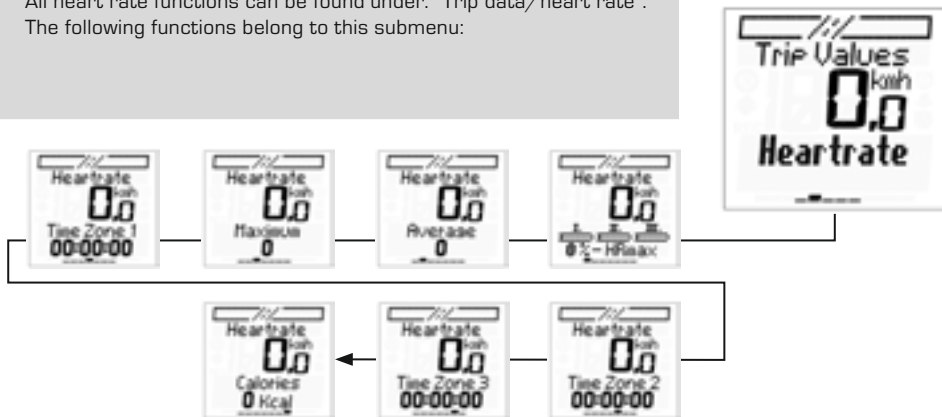 All heart rate functions can be found under: "Trip data/heart rate".
The following functions belong to this submenu:
Trip Values
0,0 kmh
Heartrate
Heartrate
0,0 kmh
Time Zone 1
00:00:00
Heartrate
0,0 kmh
Maximum
0
Heartrate
0,0 kmh
Average
0
Heartrate
0,0 kmh
0%-HRmax
Heartrate
0,0 kmh
Calories
0 Kcal
Heartrate
0,0 kmh
Time Zone 3
00:00:00
Heartrate
0,0 kmh
Time Zone 2
00:00:00